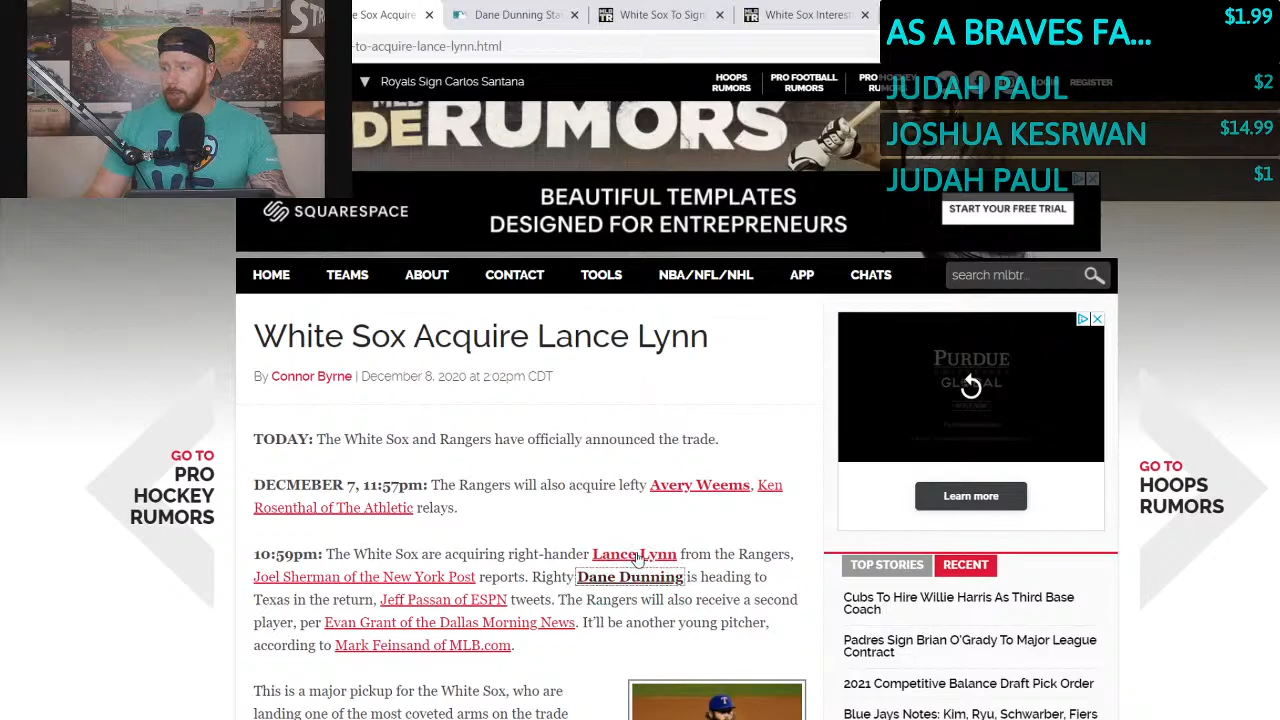 Sox Acquire
Dane Dunning Sta
White Sox To Sign
White Sox Interest
to-acquire-lance-lynn.html
AS A BRAVES FA... $1.99
JUDAH PAUL $2
JOSHUA KESRWAN $14.99
JUDAH PAUL $1
Royals Sign Carlos Santana
HOOPS RUMORS
PRO FOOTBALL RUMORS
REGISTER
MLB
DERUMORS
SQUARESPACE
BEAUTIFUL TEMPLATES
DESIGNED FOR ENTREPRENEURS
START YOUR FREE TRIAL
HOME TEAMS ABOUT CONTACT TOOLS NBA/NFL/NHL APP CHATS search mlbtr
White Sox Acquire Lance Lynn
By Connor Byrne | December 8, 2020 at 2:02pm CDT
TODAY: The White Sox and Rangers have officially announced the trade.
DECMEBER 7, 11:57pm: The Rangers will also acquire lefty Avery Weems, Ken
Rosenthal of The Athletic relays.
10:59pm: The White Sox are acquiring right-hander Lance Lynn from the Rangers,
Joel Sherman of the New York Post reports. Righty Dane Dunning is heading to
Texas in the return, Jeff Passan of ESPN tweets. The Rangers will also receive a second
player, per Evan Grant of the Dallas Morning News. It'll be another young pitcher,
according to Mark Feinsand of MLB.com.
This is a major pickup for the White Sox, who are
landing one of the most coveted arms on the trade
GO TO
PRO
HOCKEY
RUMORS
PURDUE
GLOBAL
Learn more
TOP STORIES RECENT
Cubs To Hire Willie Harris As Third Base
Coach
Padres Sign Brian O'Grady To Major League
Contract
2021 Competitive Balance Draft Pick Order
Blue Jays Notes: Kim, Ryu, Schwarber, Fiers
GO TO
HOOPS
RUMORS